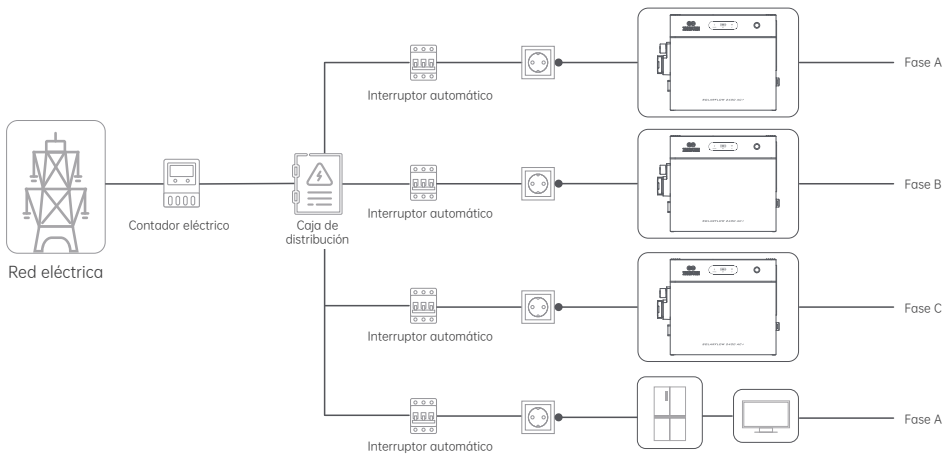 Fase A
Interruptor automático
Fase B
Interruptor automático
Contador eléctrico
Caja de
distribución
Red eléctrica
Fase C
Interruptor automático
Fase A
Interruptor automático